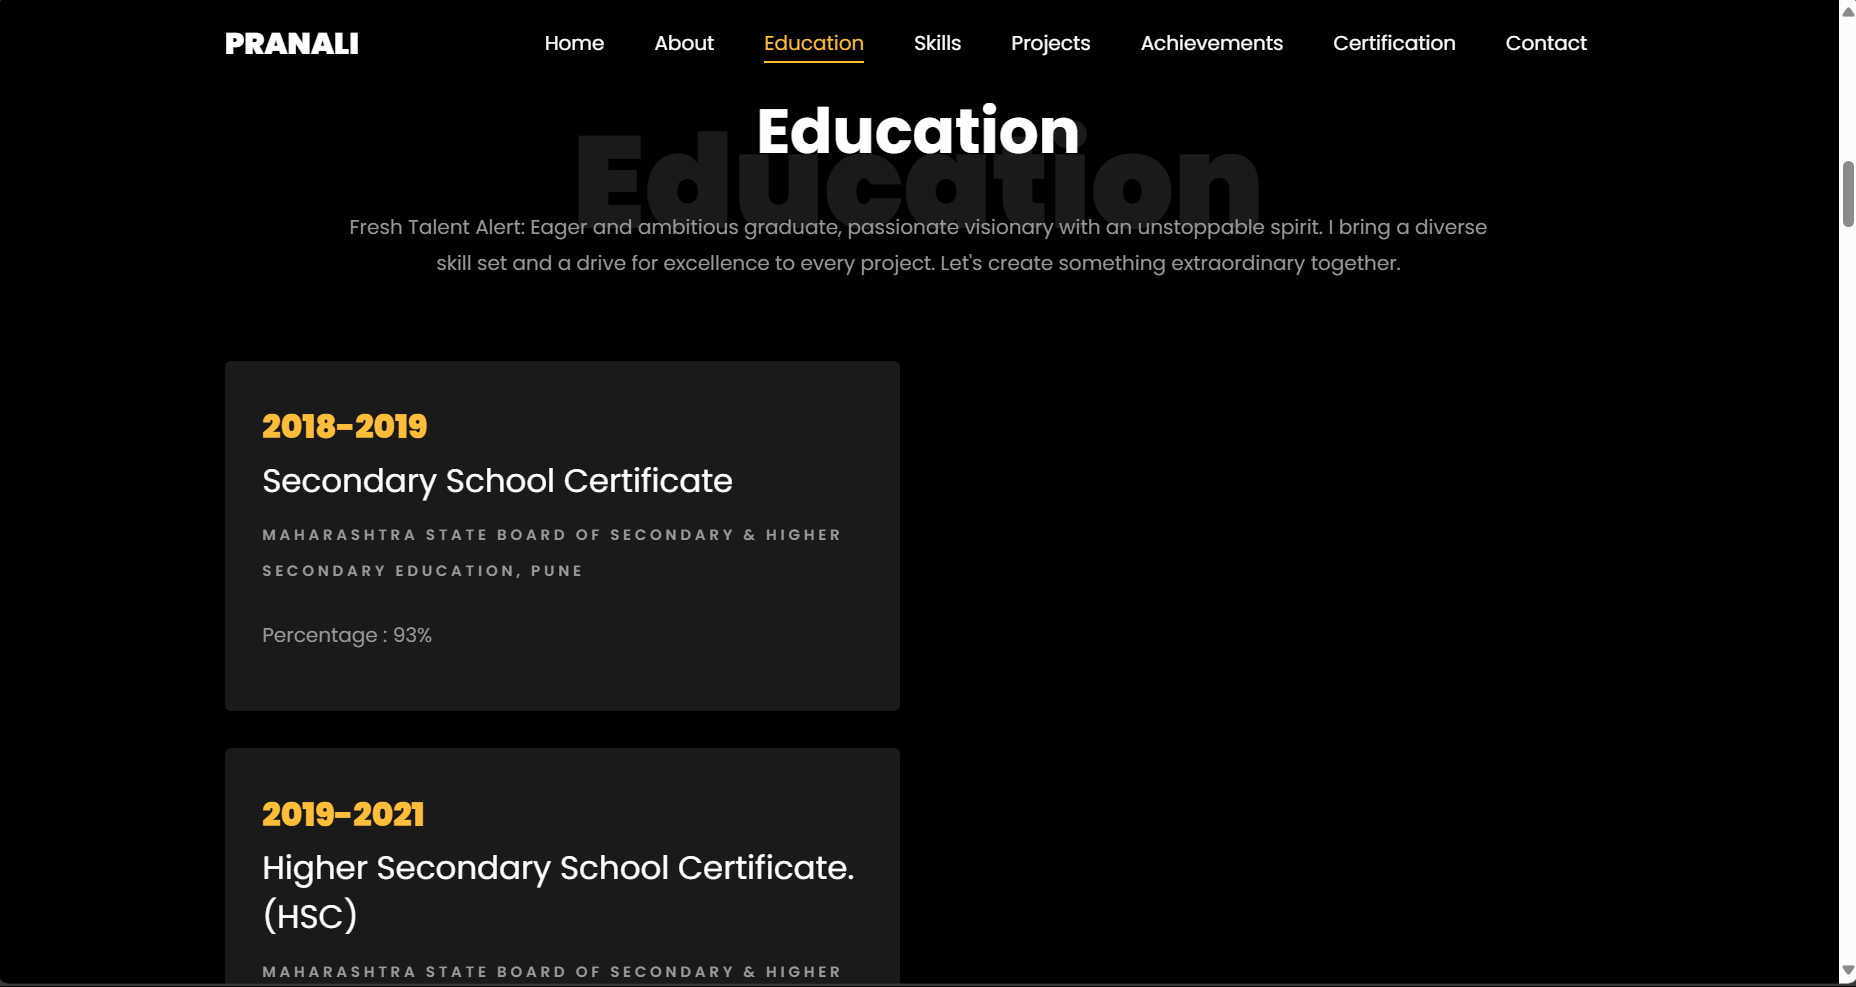 PRANALI
Home About Education Skills Projects Achievements Certification Contact
Education
Education
Fresh Talent Alert: Eager and ambitious graduate, passionate visionary with an unstoppable spirit. I bring a diverse
skill set and a drive for excellence to every project. Let's create something extraordinary together.
2018-2019
Secondary School Certificate
MAHARASHTRA STATE BOARD OF SECONDARY & HIGHER
SECONDARY EDUCATION, PUNE
Percentage : 93%
2019-2021
Higher Secondary School Certificate.
(HSC)
MAHARASHTRA STATE BOARD OF SECONDARY & HIGHER